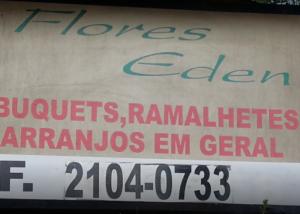 Flores
Eden
BUQUETS,RAMALHETES
ARRANJOS EM GERAL
F. 2104-0733